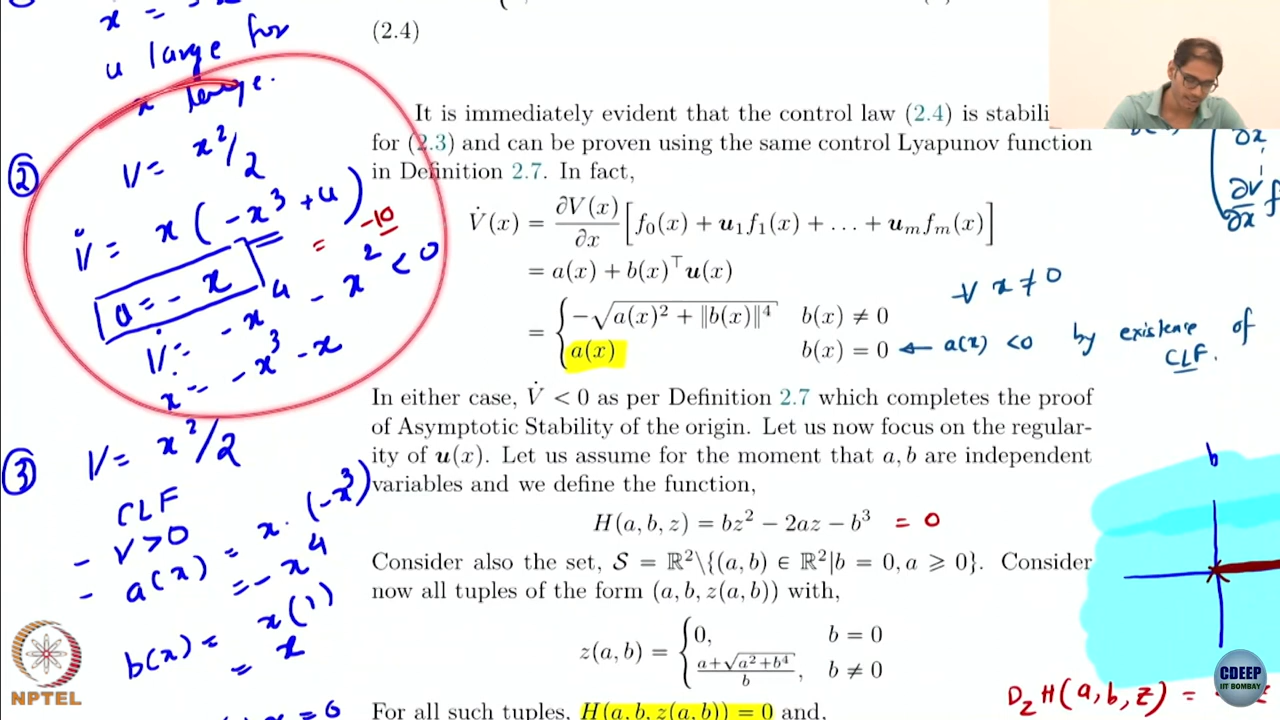 u large for
x large.
②
V = x²/2
V̇ = x(-x³ + u)
= -10
u = -x
V̇ = -x⁴ - x² < 0
ẋ = -x³ - x
③
V = x²/2
CLF
- V > 0
- a(x) = x·(-x³)
= -x⁴
b(x) = x(1)
= x
(2.4)
It is immediately evident that the control law (2.4) is stabili
for (2.3) and can be proven using the same control Lyapunov function
in Definition 2.7. In fact,
V̇(x) = ∂V(x)/∂x [f₀(x) + u₁f₁(x) + . . . + uₘfₘ(x)]
= a(x) + b(x)ᵀu(x)
= { -√(a(x)² + ‖b(x)‖⁴) b(x) ≠ 0
a(x) b(x) = 0 ← a(x) < 0 by existence of
CLF.
∀ x ≠ 0
In either case, V̇ < 0 as per Definition 2.7 which completes the proof
of Asymptotic Stability of the origin. Let us now focus on the regular-
ity of u(x). Let us assume for the moment that a, b are independent
variables and we define the function,
H(a, b, z) = bz² − 2az − b³ = 0
Consider also the set, S = ℝ²\{(a, b) ∈ ℝ²|b = 0, a ⩾ 0}. Consider
now all tuples of the form (a, b, z(a, b)) with,
z(a, b) = { 0, b = 0
(a+√(a²+b⁴))/b, b ≠ 0
For all such tuples, H(a, b, z(a, b)) = 0 and,
∂x
∂V/∂x f
b
D_z H(a, b, z) =
NPTEL
CDEEP
IIT BOMBAY